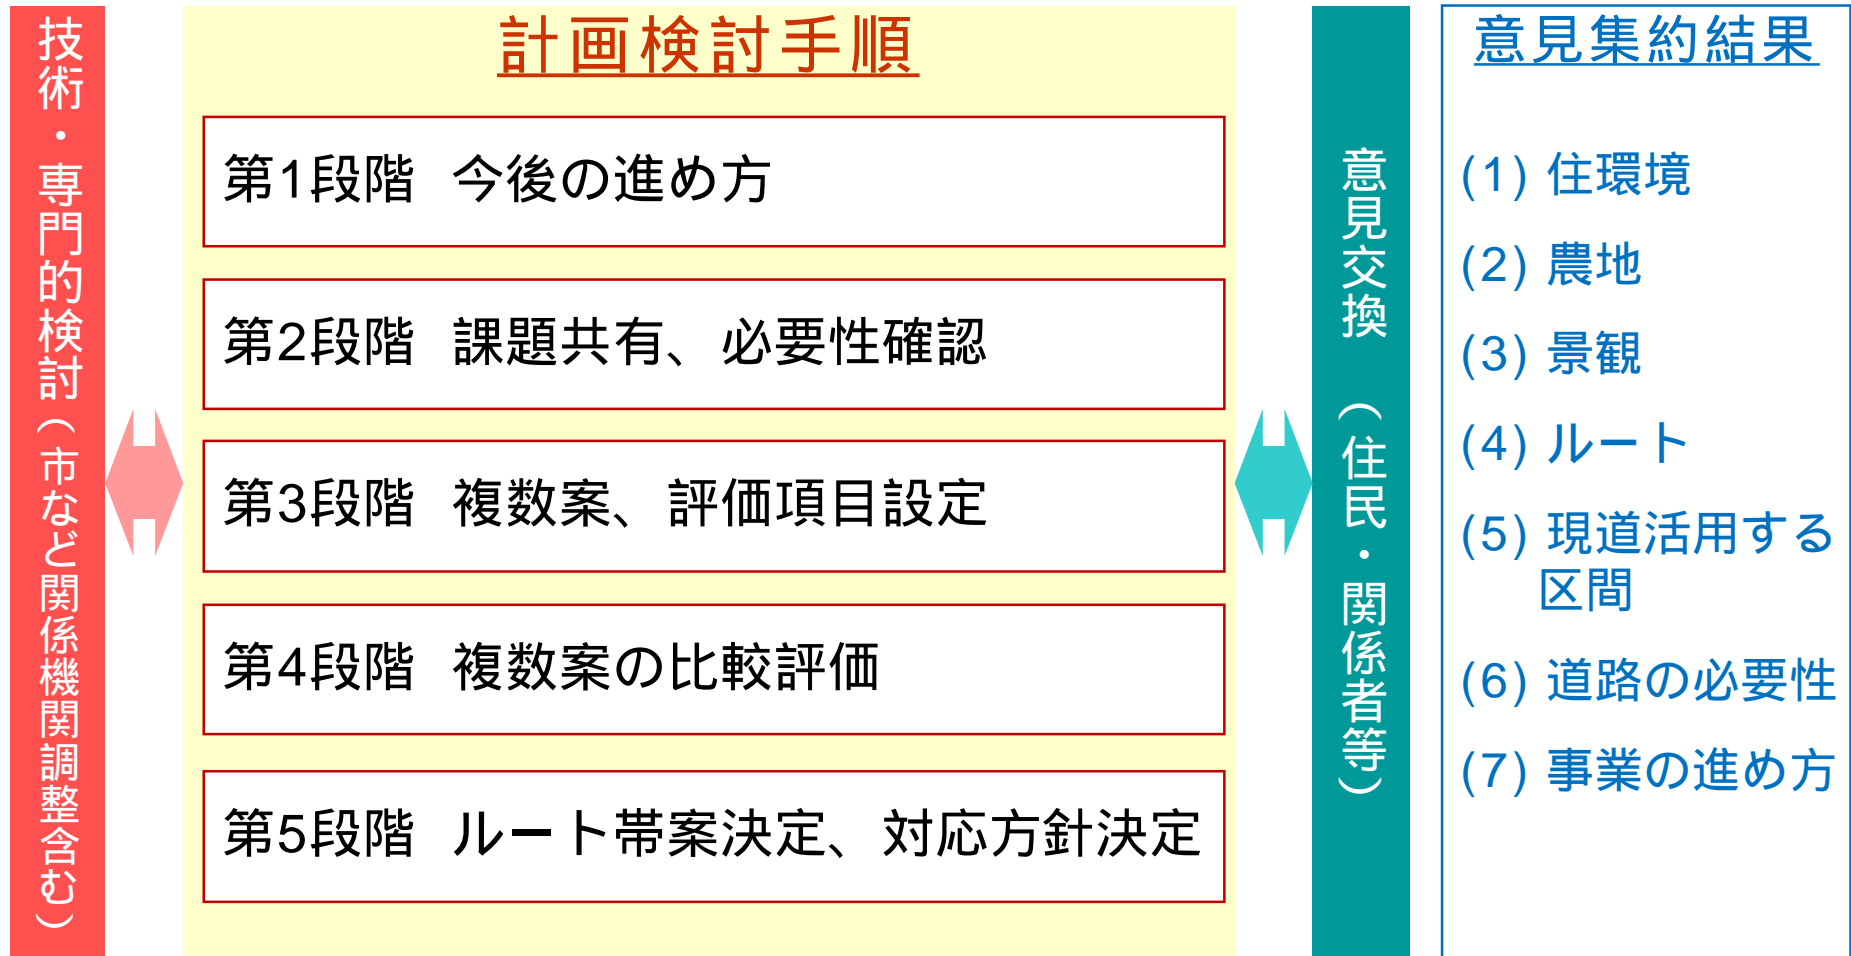 技術・専門的検討（市など関係機関調整含む）
計画検討手順
第1段階 今後の進め方
第2段階 課題共有、必要性確認
第3段階 複数案、評価項目設定
第4段階 複数案の比較評価
第5段階 ルート帯案決定、対応方針決定
意見交換 （住民・関係者等）
意見集約結果
(1) 住環境
(2) 農地
(3) 景観
(4) ルート
(5) 現道活用する
区間
(6) 道路の必要性
(7) 事業の進め方